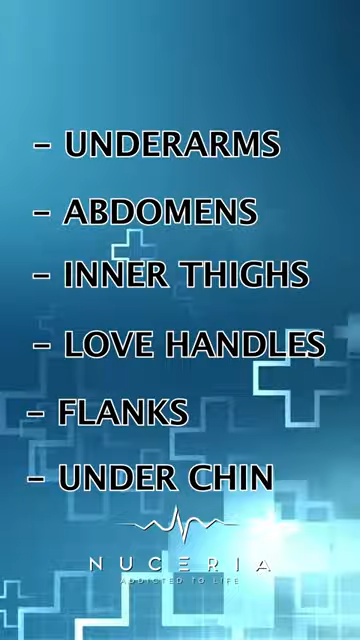 – UNDERARMS
– ABDOMENS
– INNER THIGHS
– LOVE HANDLES
– FLANKS
– UNDER CHIN
NUCERIA
ADDICTED TO LIFE